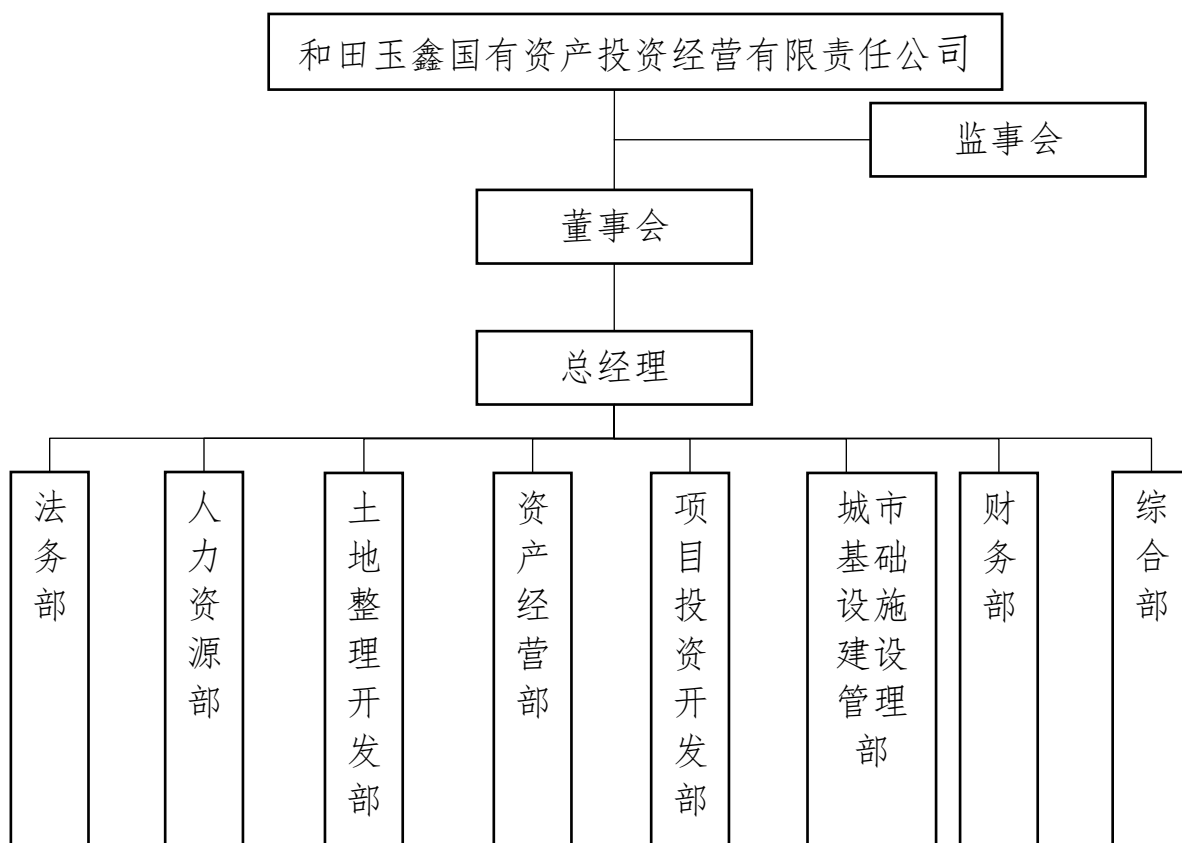 和田玉鑫国有资产投资经营有限责任公司
监事会
董事会
总经理
法务部
人力资源部
土地整理开发部
资产经营部
项目投资开发部
城市
基础
设施
建设
管理
部
财务部
综合部